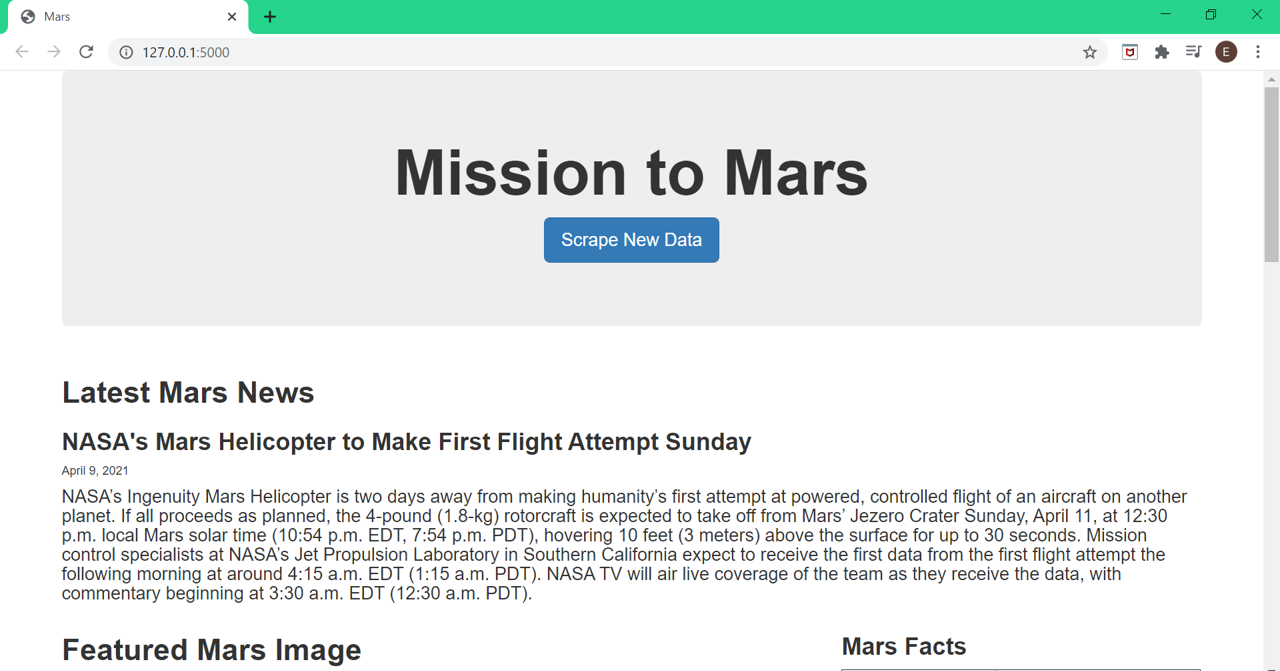 Mars
127.0.0.1:5000
E
Mission to Mars
Scrape New Data
Latest Mars News
NASA's Mars Helicopter to Make First Flight Attempt Sunday
April 9, 2021
NASA’s Ingenuity Mars Helicopter is two days away from making humanity’s first attempt at powered, controlled flight of an aircraft on another
planet. If all proceeds as planned, the 4-pound (1.8-kg) rotorcraft is expected to take off from Mars’ Jezero Crater Sunday, April 11, at 12:30
p.m. local Mars solar time (10:54 p.m. EDT, 7:54 p.m. PDT), hovering 10 feet (3 meters) above the surface for up to 30 seconds. Mission
control specialists at NASA’s Jet Propulsion Laboratory in Southern California expect to receive the first data from the first flight attempt the
following morning at around 4:15 a.m. EDT (1:15 a.m. PDT). NASA TV will air live coverage of the team as they receive the data, with
commentary beginning at 3:30 a.m. EDT (12:30 a.m. PDT).
Featured Mars Image
Mars Facts